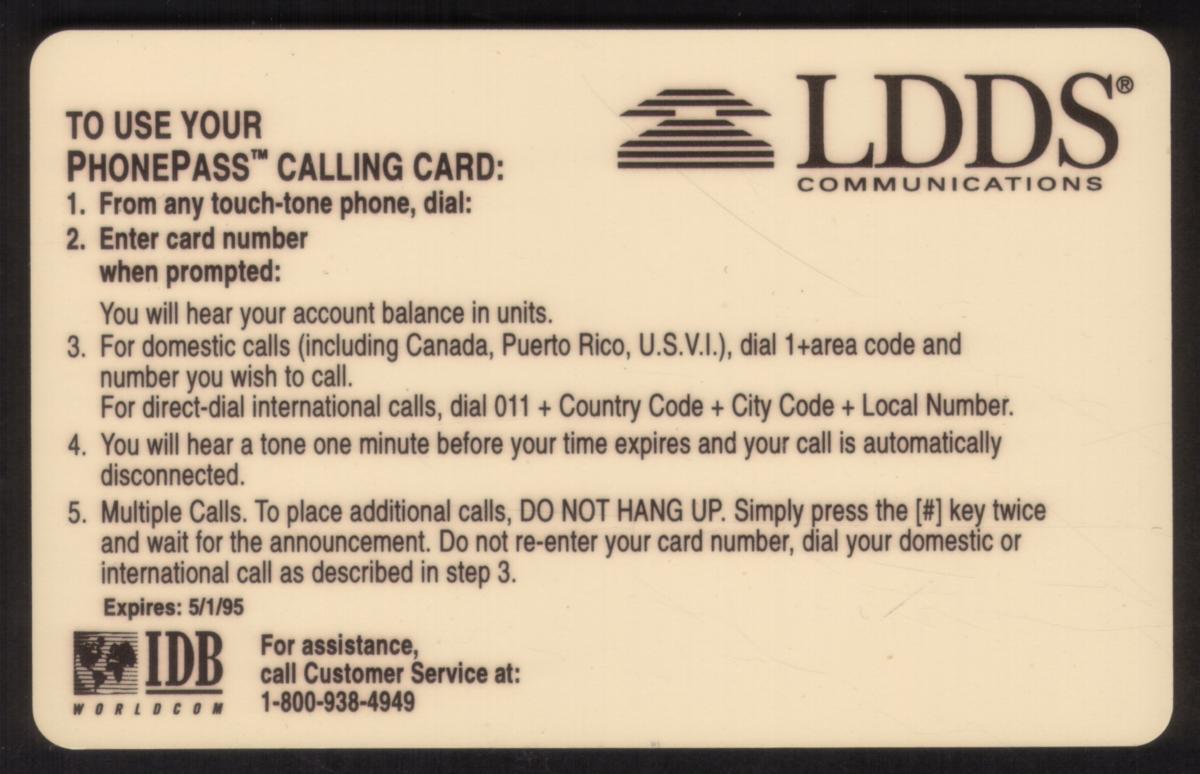 LDDS®
COMMUNICATIONS
TO USE YOUR
PHONEPASS™ CALLING CARD:
1. From any touch-tone phone, dial:
2. Enter card number
when prompted:
You will hear your account balance in units.
3. For domestic calls (including Canada, Puerto Rico, U.S.V.I.), dial 1+area code and
number you wish to call.
For direct-dial international calls, dial 011 + Country Code + City Code + Local Number.
4. You will hear a tone one minute before your time expires and your call is automatically
disconnected.
5. Multiple Calls. To place additional calls, DO NOT HANG UP. Simply press the [#] key twice
and wait for the announcement. Do not re-enter your card number, dial your domestic or
international call as described in step 3.
Expires: 5/1/95
IDB
WORLDCOM
For assistance,
call Customer Service at:
1-800-938-4949